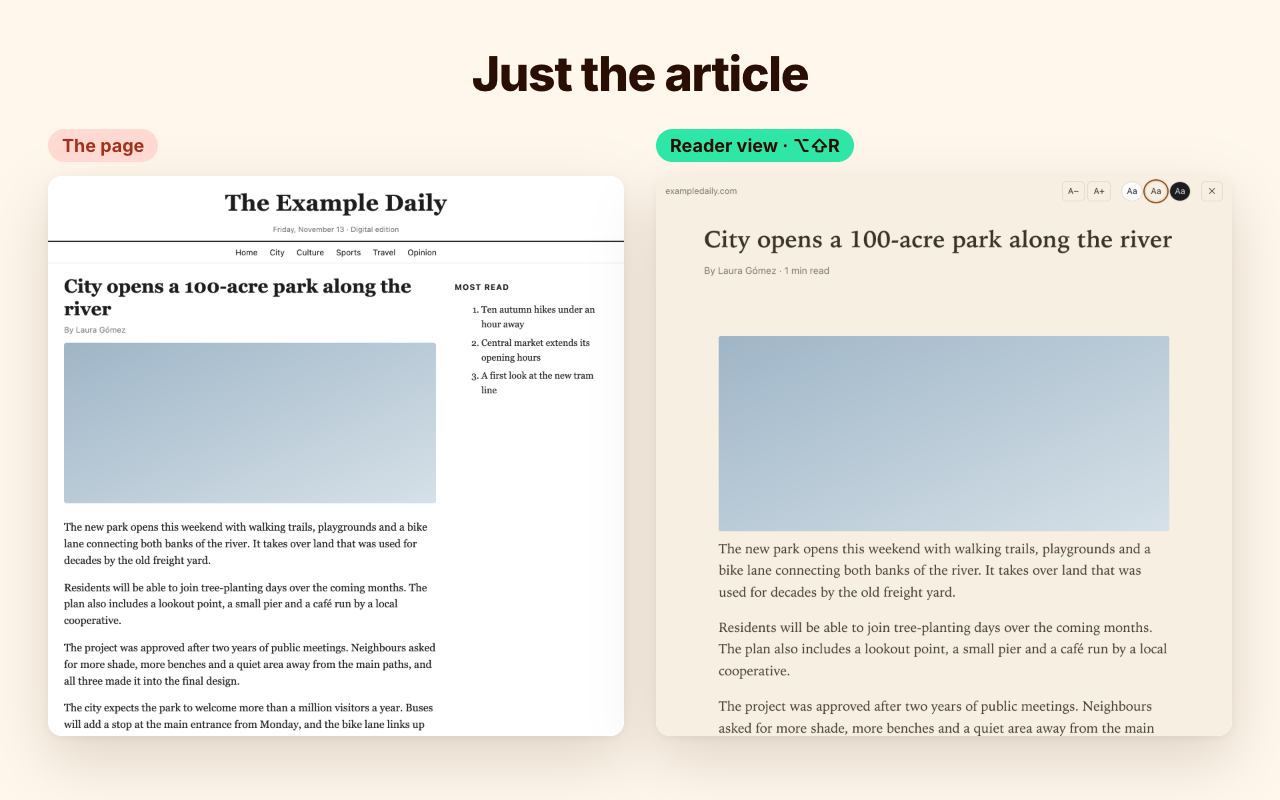 Just the article
The page
The Example Daily
Friday, November 13 · Digital edition
Home City Culture Sports Travel Opinion
City opens a 100-acre park along the
river
By Laura Gómez
The new park opens this weekend with walking trails, playgrounds and a bike
lane connecting both banks of the river. It takes over land that was used for
decades by the old freight yard.
Residents will be able to join tree-planting days over the coming months. The
plan also includes a lookout point, a small pier and a café run by a local
cooperative.
The project was approved after two years of public meetings. Neighbours asked
for more shade, more benches and a quiet area away from the main paths, and
all three made it into the final design.
The city expects the park to welcome more than a million visitors a year. Buses
will add a stop at the main entrance from Monday, and the bike lane links up
MOST READ
1. Ten autumn hikes under an
hour away
2. Central market extends its
opening hours
3. A first look at the new tram
line
Reader view · ⌥⇧R
exampledaily.com
A− A+ Aa Aa Aa ✕
City opens a 100-acre park along the river
By Laura Gómez · 1 min read
The new park opens this weekend with walking trails, playgrounds and a
bike lane connecting both banks of the river. It takes over land that was
used for decades by the old freight yard.
Residents will be able to join tree-planting days over the coming months.
The plan also includes a lookout point, a small pier and a café run by a local
cooperative.
The project was approved after two years of public meetings. Neighbours
asked for more shade, more benches and a quiet area away from the main